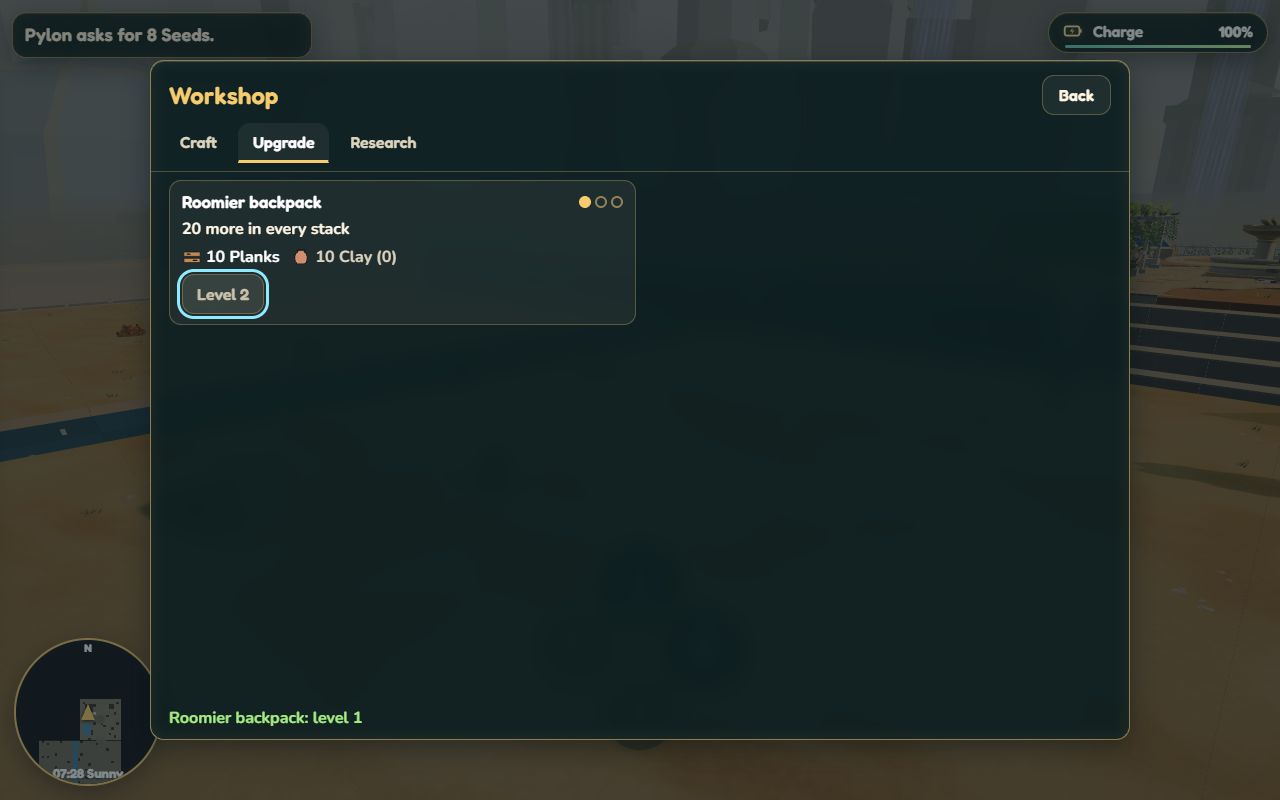 Pylon asks for 8 Seeds.
Charge 100%
Workshop
Back
Craft Upgrade Research
Roomier backpack
20 more in every stack
10 Planks 10 Clay (0)
Level 2
Roomier backpack: level 1
N
07:28 Sunny